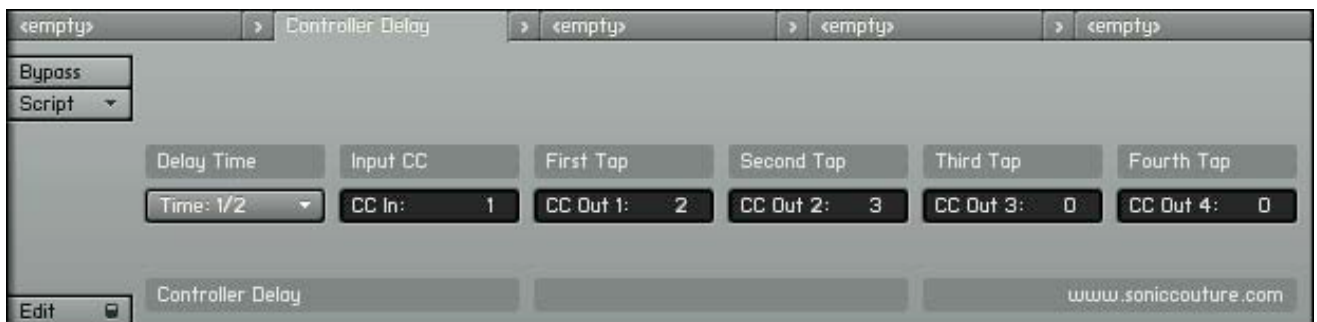 <empty> > Controller Delay > <empty> > <empty> > <empty>
Bypass
Script
Delay Time Input CC First Tap Second Tap Third Tap Fourth Tap
Time: 1/2 CC In: 1 CC Out 1: 2 CC Out 2: 3 CC Out 3: 0 CC Out 4: 0
Controller Delay www.soniccouture.com
Edit